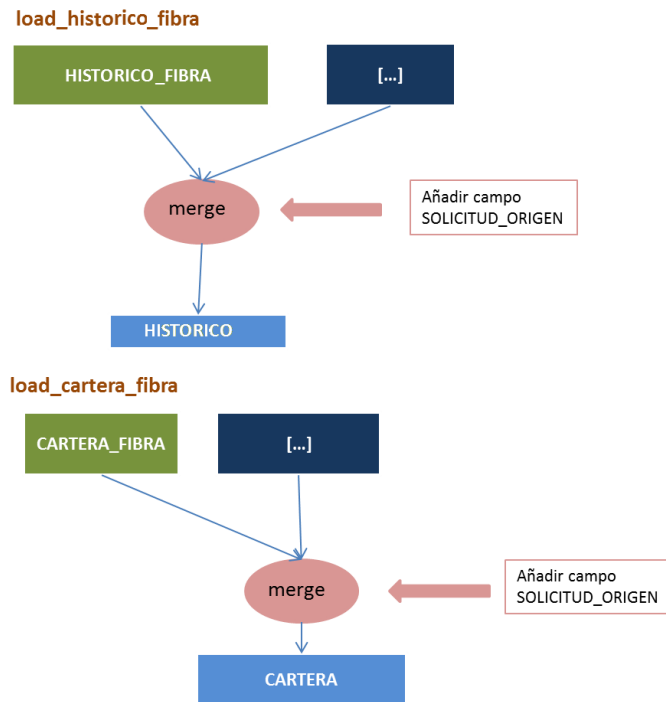 load_historico_fibra
HISTORICO_FIBRA
[...]
merge
Añadir campo
SOLICITUD_ORIGEN
HISTORICO
load_cartera_fibra
CARTERA_FIBRA
[...]
merge
Añadir campo
SOLICITUD_ORIGEN
CARTERA